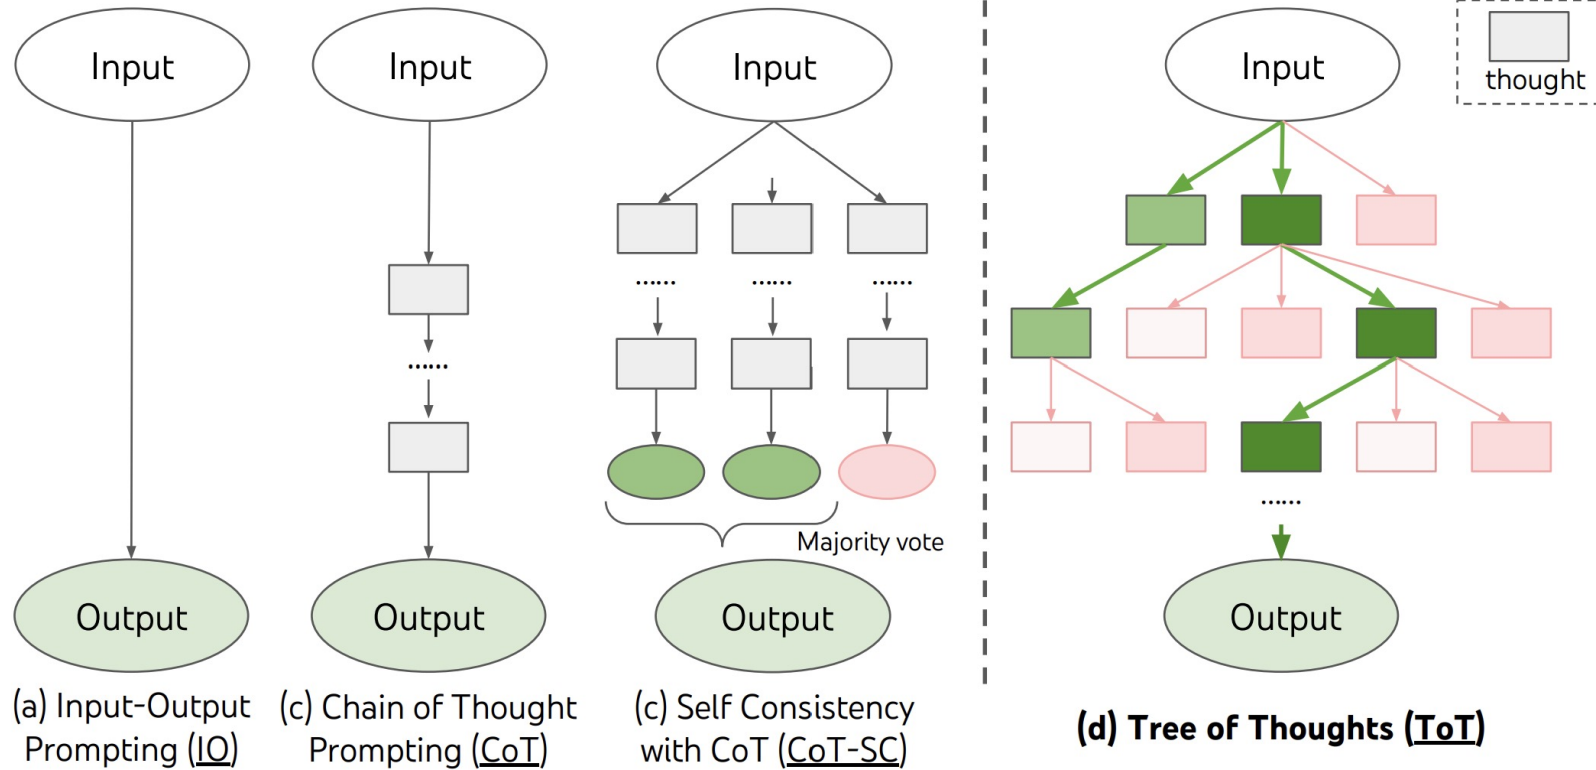 Input
Input
Input
Input
thought
......
......
......
......
......
Majority vote
Output
Output
Output
Output
(a) Input-Output
Prompting (IO)
(c) Chain of Thought
Prompting (CoT)
(c) Self Consistency
with CoT (CoT-SC)
(d) Tree of Thoughts (ToT)